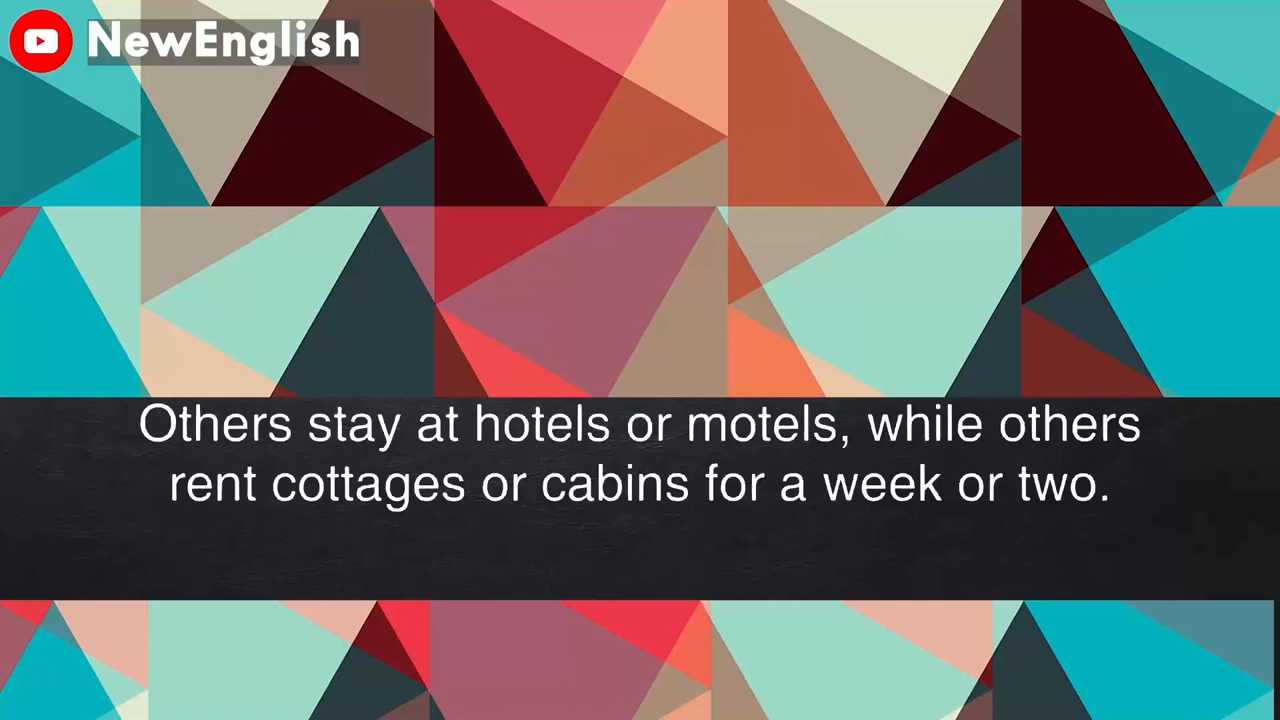 NewEnglish
Others stay at hotels or motels, while others
rent cottages or cabins for a week or two.